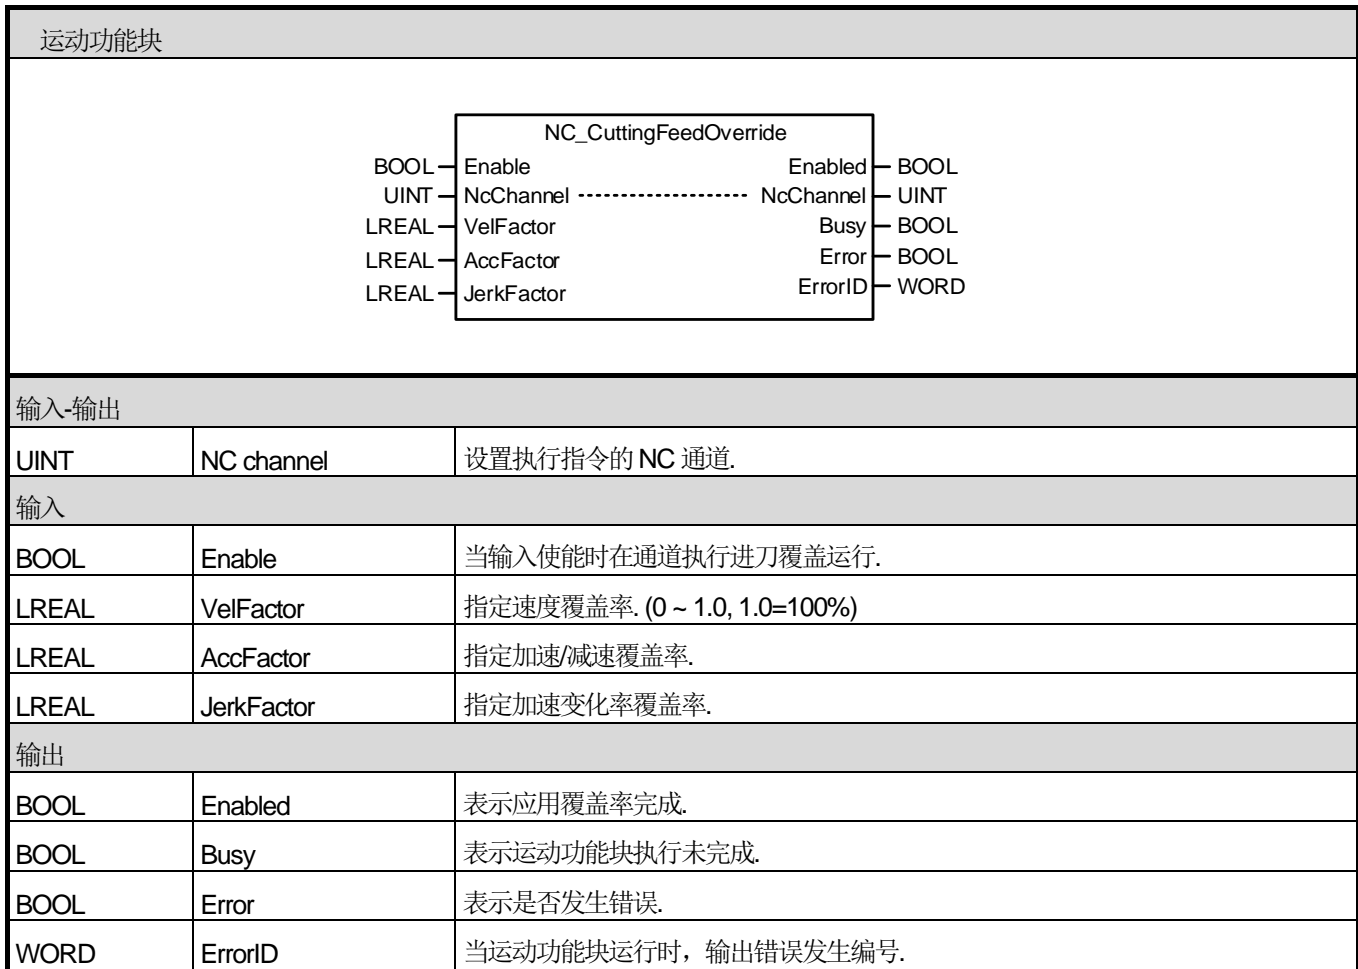 运动功能块
NC_CuttingFeedOverride
BOOL Enable Enabled BOOL
UINT NcChannel NcChannel UINT
LREAL VelFactor Busy BOOL
LREAL AccFactor Error BOOL
LREAL JerkFactor ErrorID WORD
输入-输出
UINT NC channel 设置执行指令的 NC 通道.
输入
BOOL Enable 当输入使能时在通道执行进刀覆盖运行.
LREAL VelFactor 指定速度覆盖率. (0 ~ 1.0, 1.0=100%)
LREAL AccFactor 指定加速/减速覆盖率.
LREAL JerkFactor 指定加速变化率覆盖率.
输出
BOOL Enabled 表示应用覆盖率完成.
BOOL Busy 表示运动功能块执行未完成.
BOOL Error 表示是否发生错误.
WORD ErrorID 当运动功能块运行时，输出错误发生编号.